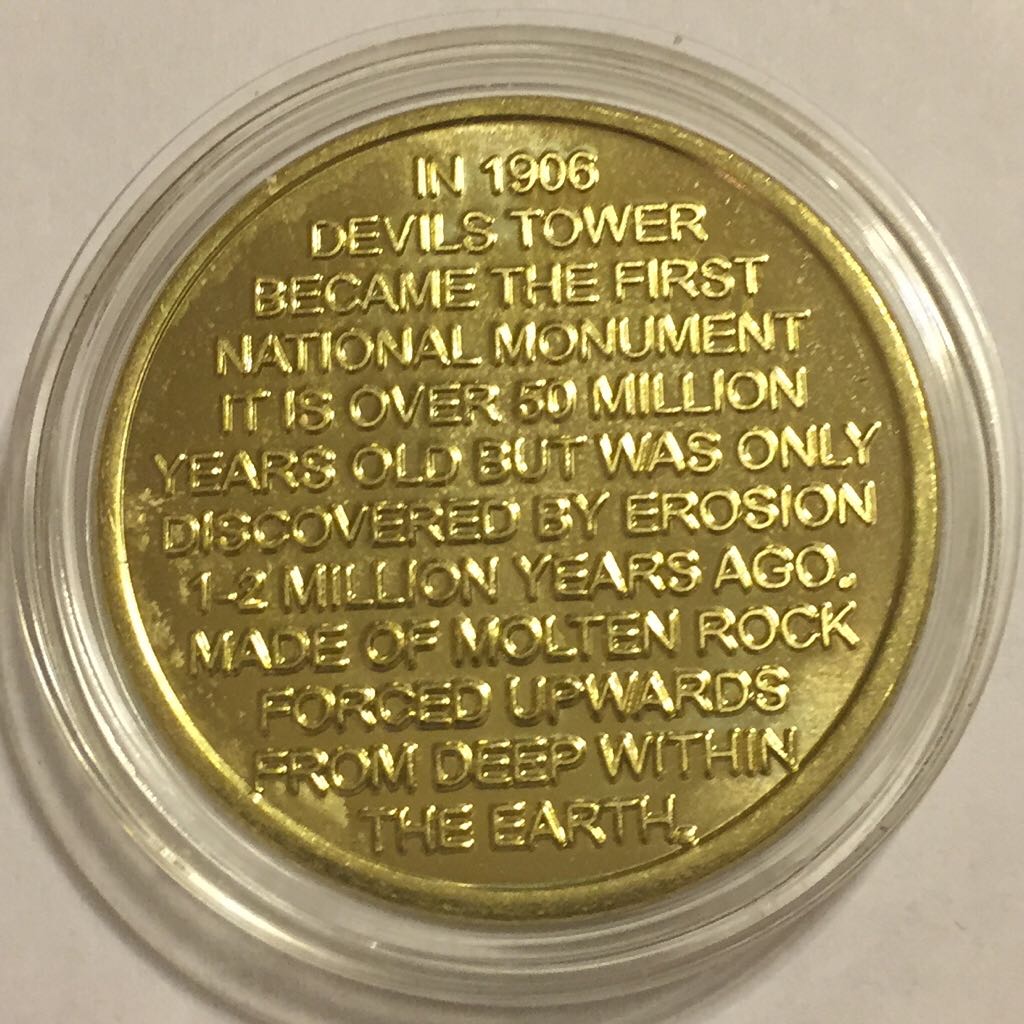 IN 1906
DEVILS TOWER
BECAME THE FIRST
NATIONAL MONUMENT
IT IS OVER 50 MILLION
YEARS OLD BUT WAS ONLY
DISCOVERED BY EROSION
1-2 MILLION YEARS AGO.
MADE OF MOLTEN ROCK
FORCED UPWARDS
FROM DEEP WITHIN
THE EARTH.